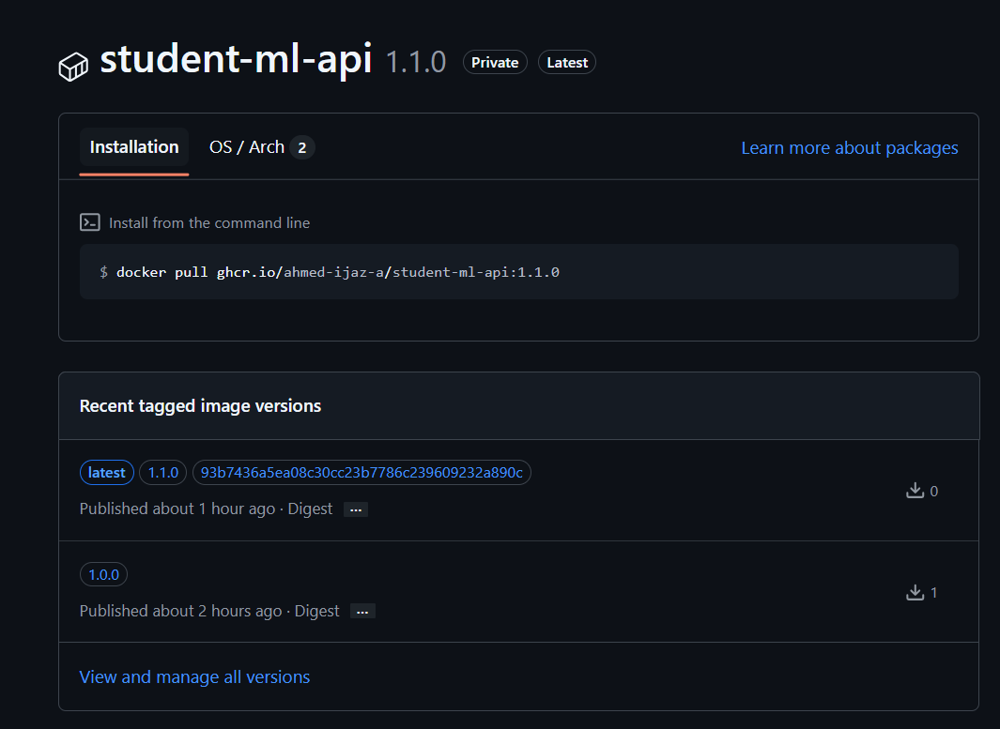 student-ml-api 1.1.0 Private Latest
Installation OS / Arch 2 Learn more about packages
Install from the command line
$ docker pull ghcr.io/ahmed-ijaz-a/student-ml-api:1.1.0
Recent tagged image versions
latest 1.1.0 93b7436a5ea08c30cc23b7786c239609232a890c
Published about 1 hour ago · Digest ...
0
1.0.0
Published about 2 hours ago · Digest ...
1
View and manage all versions